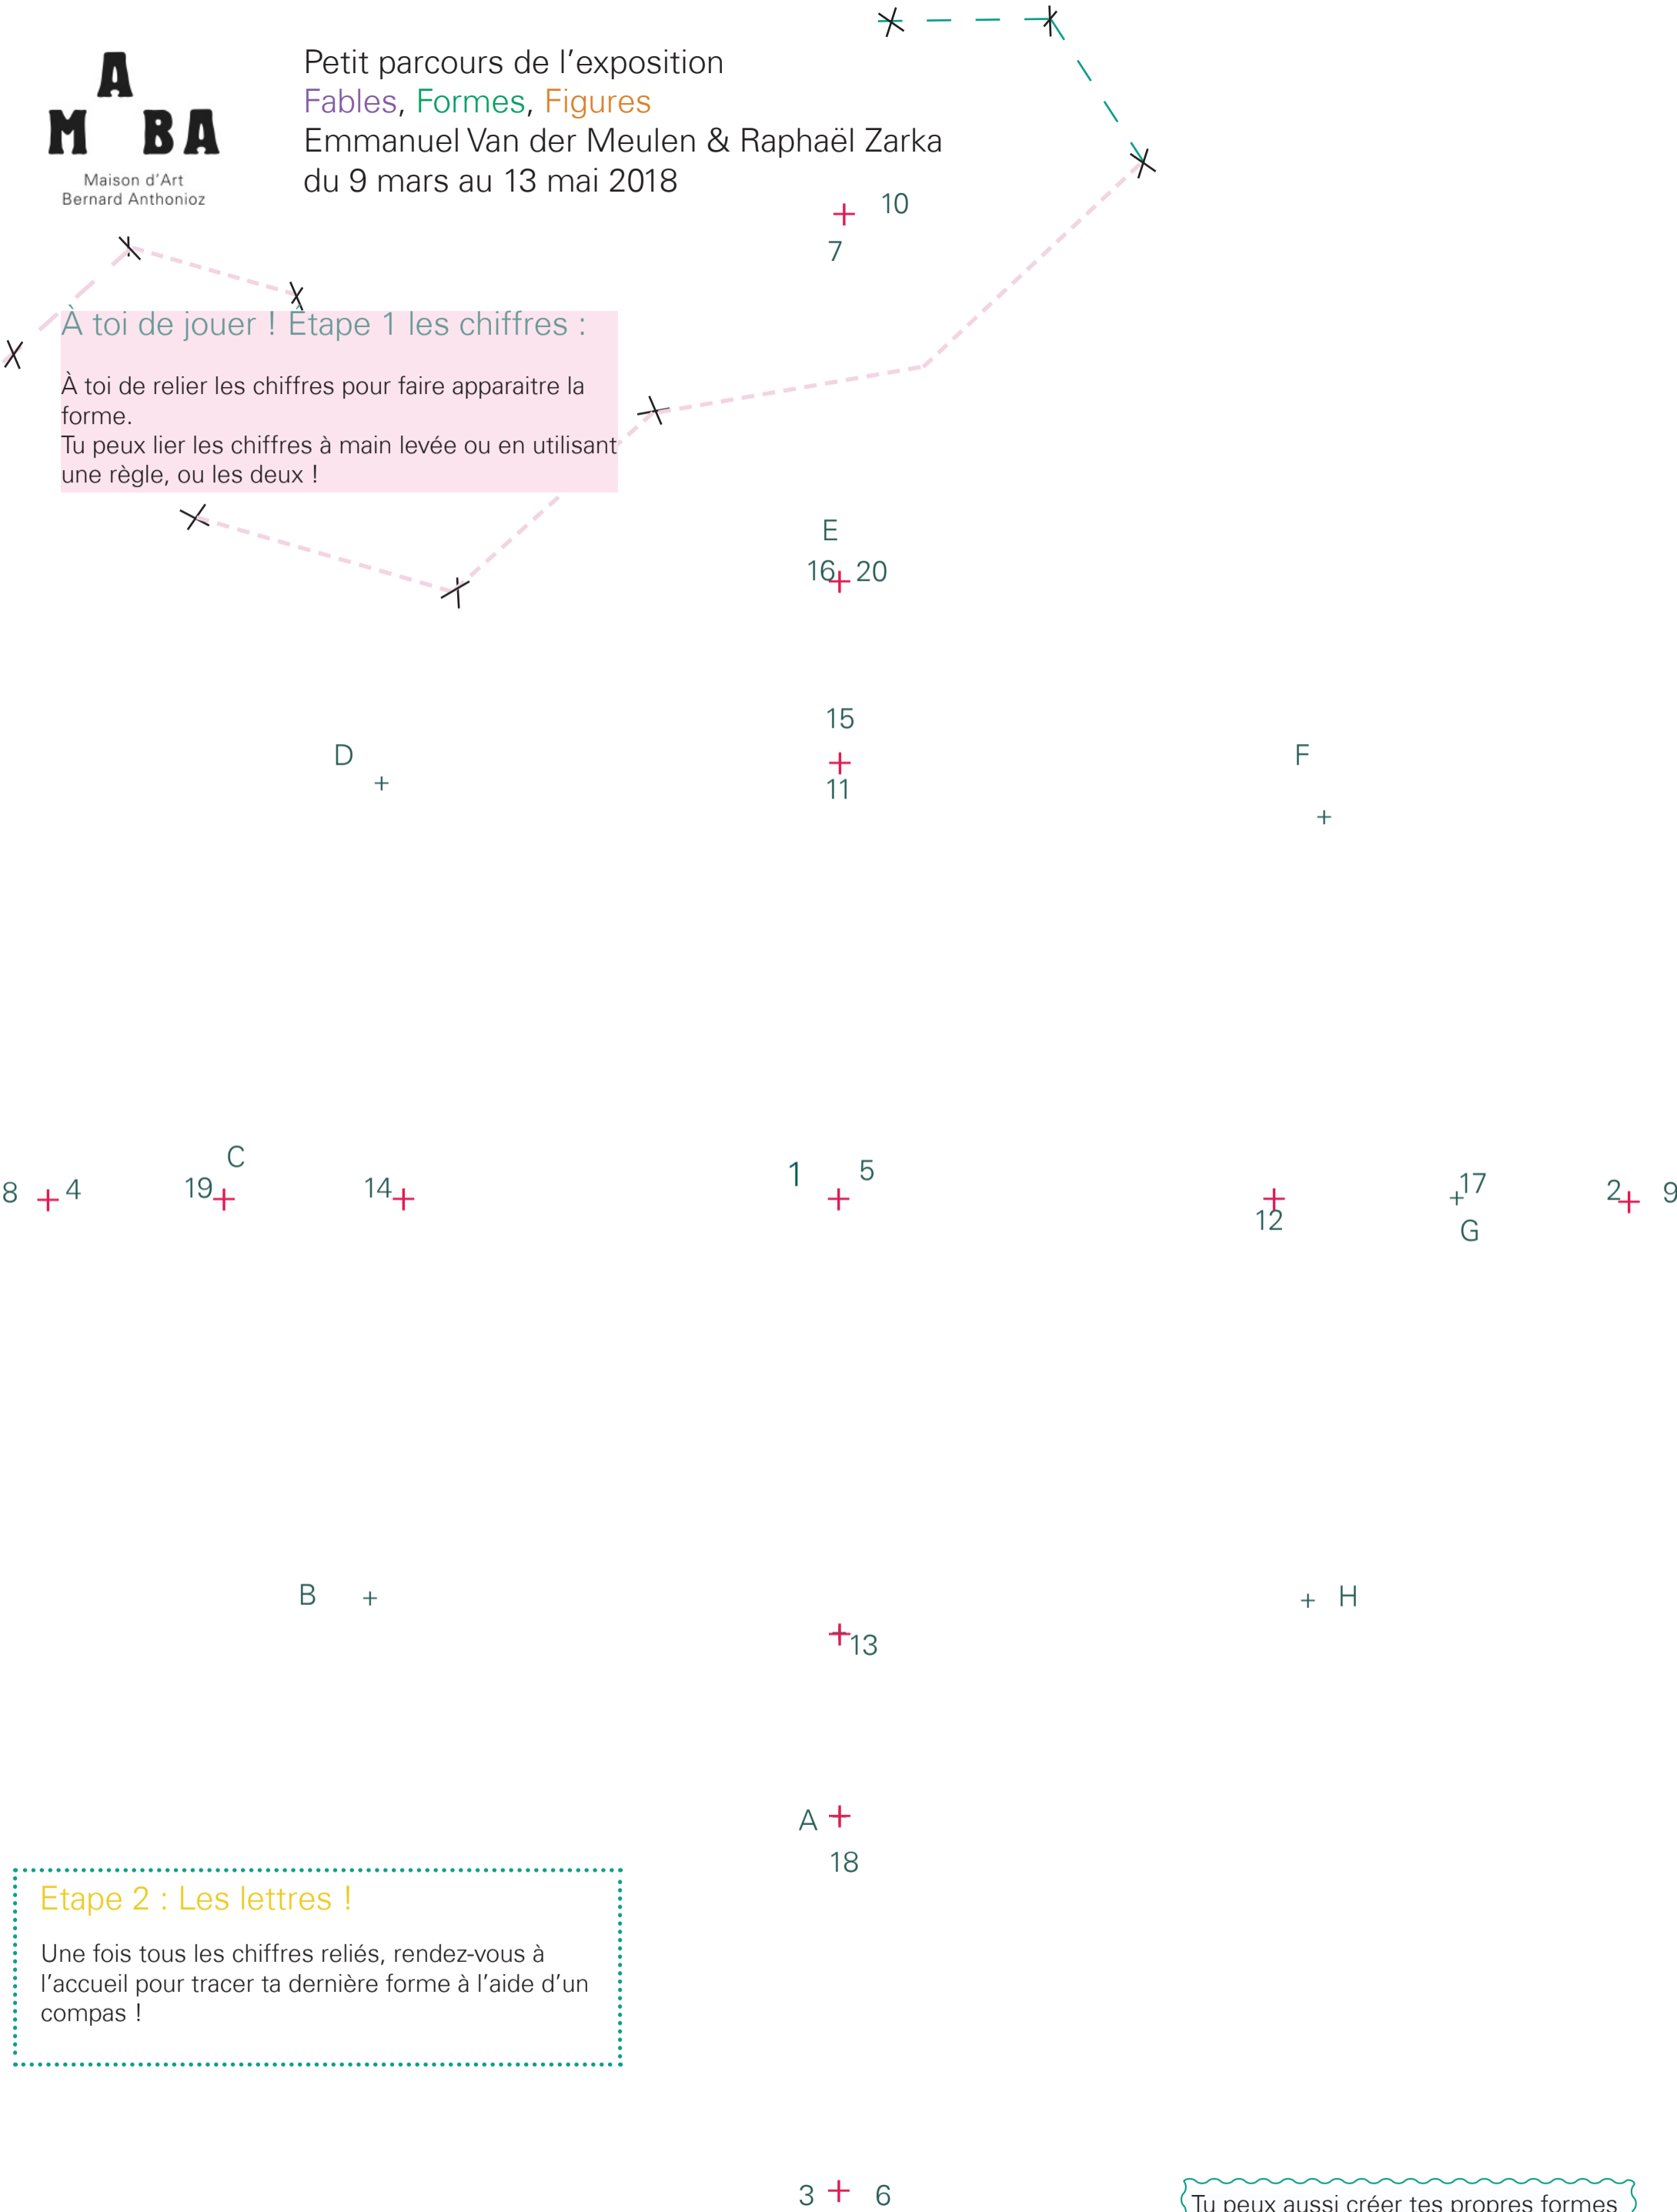 A
M BA
Maison d'Art
Bernard Anthonioz
Petit parcours de l'exposition
Fables, Formes, Figures
Emmanuel Van der Meulen & Raphaël Zarka
du 9 mars au 13 mai 2018
10
7
À toi de jouer ! Étape 1 les chiffres :
À toi de relier les chiffres pour faire apparaitre la
forme.
Tu peux lier les chiffres à main levée ou en utilisant
une règle, ou les deux !
E
16 20
15
D
F
11
C
1 5
8 4 19 14
17
2 9
12
G
B
H
13
A
18
Etape 2 : Les lettres !
Une fois tous les chiffres reliés, rendez-vous à
l'accueil pour tracer ta dernière forme à l'aide d'un
compas !
3 6
Tu peux aussi créer tes propres formes